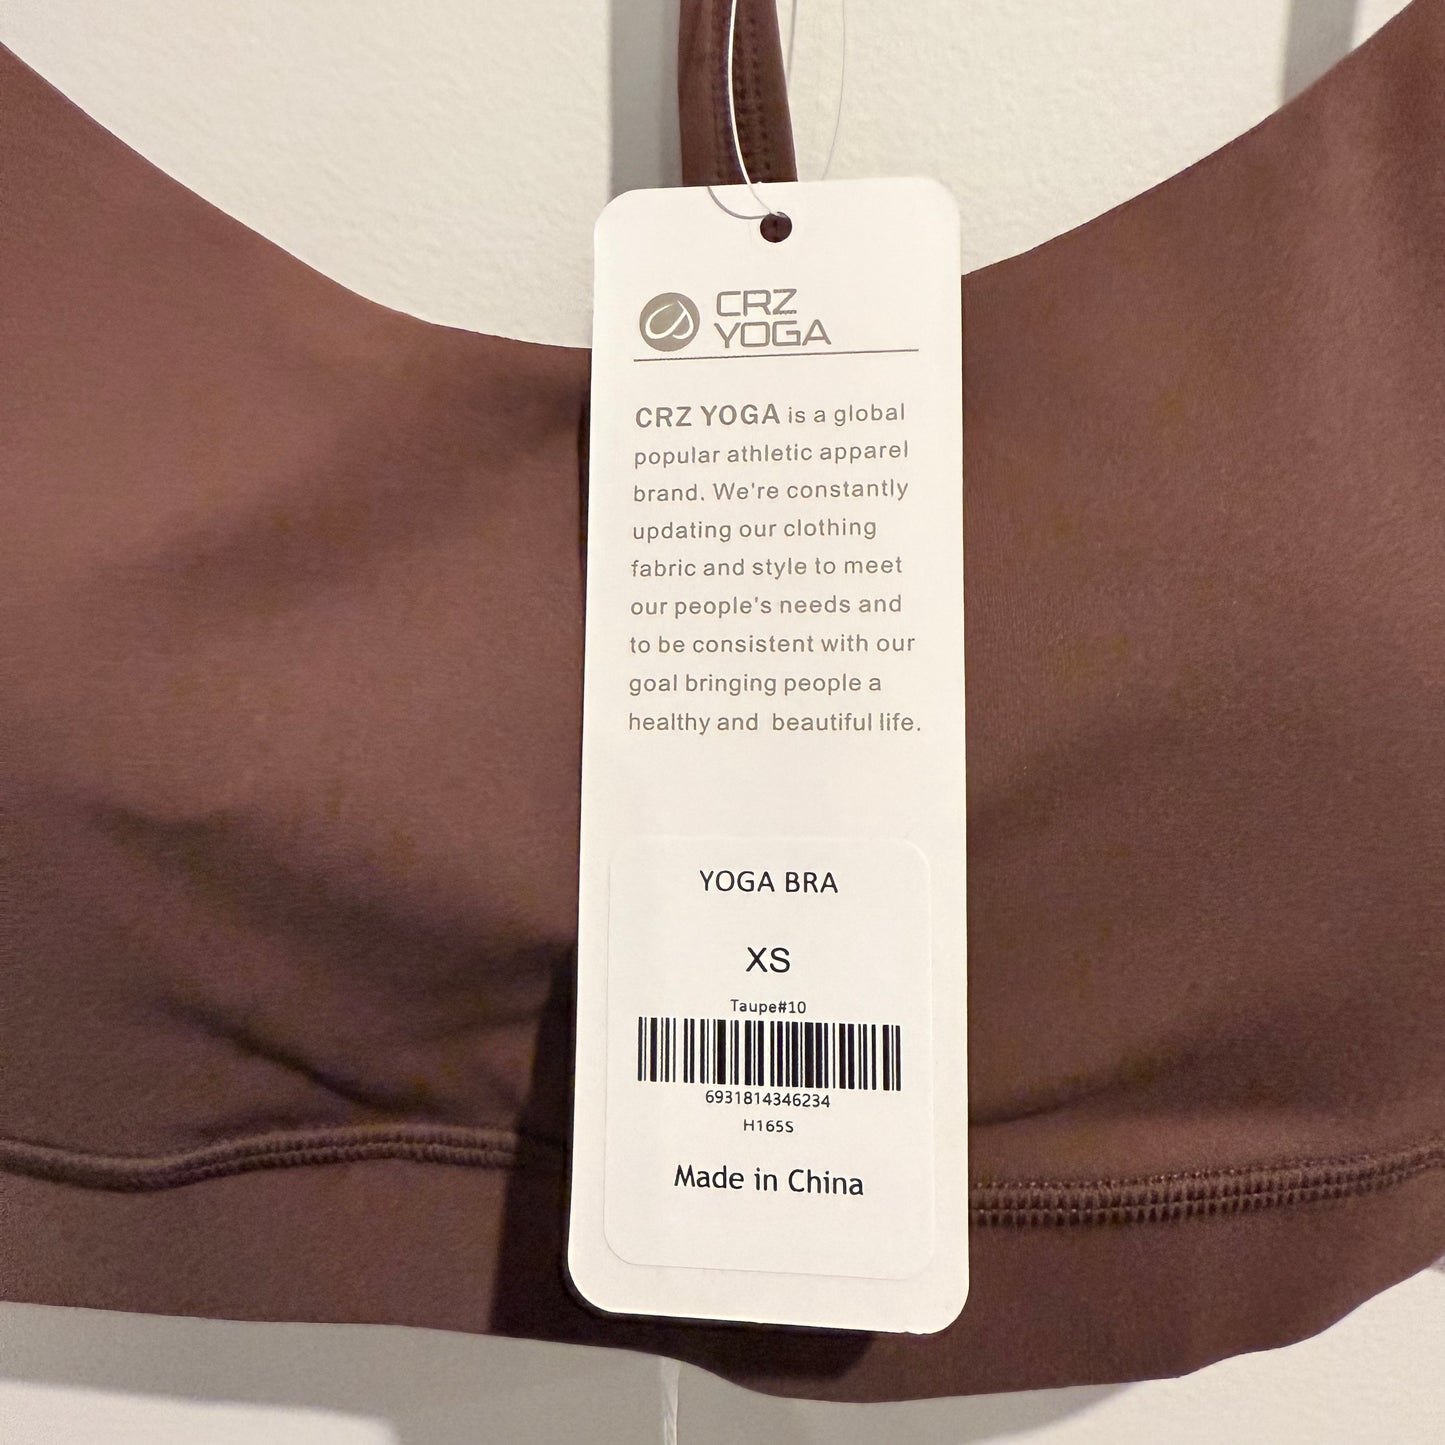 CRZ
YOGA
CRZ YOGA is a global
popular athletic apparel
brand. We're constantly
updating our clothing
fabric and style to meet
our people's needs and
to be consistent with our
goal bringing people a
healthy and beautiful life.
YOGA BRA
XS
Taupe#10
6931814346234
H165S
Made in China